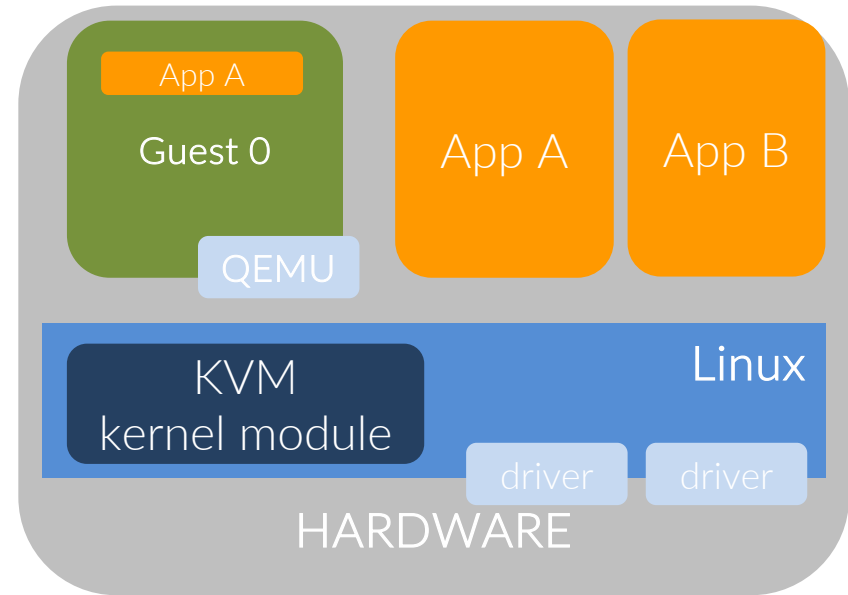 App A
Guest 0
QEMU
App A
App B
Linux
KVM
kernel module
driver
driver
HARDWARE